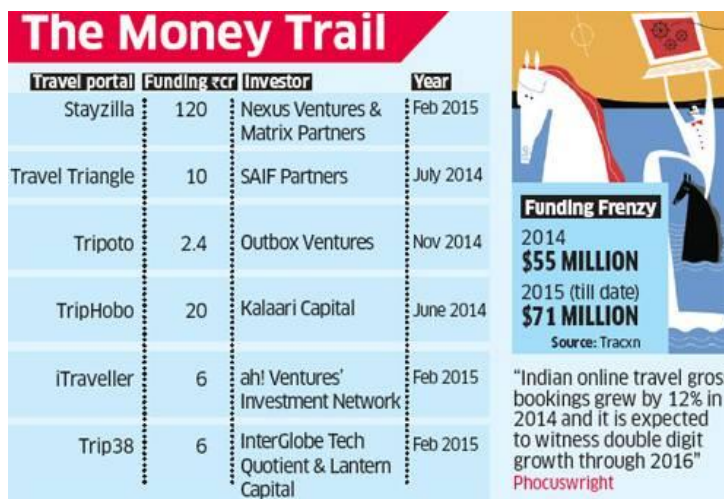 The Money Trail
Travel portal Funding ₹cr Investor Year
Stayzilla 120 Nexus Ventures & Matrix Partners Feb 2015
Travel Triangle 10 SAIF Partners July 2014
Tripoto 2.4 Outbox Ventures Nov 2014
TripHobo 20 Kalaari Capital June 2014
iTraveller 6 ah! Ventures' Investment Network Feb 2015
Trip38 6 InterGlobe Tech Quotient & Lantern Capital Feb 2015
Funding Frenzy
2014
$55 MILLION
2015 (till date)
$71 MILLION
Source: Tracxn
"Indian online travel gros
bookings grew by 12% in
2014 and it is expected
to witness double digit
growth through 2016"
Phocuswright